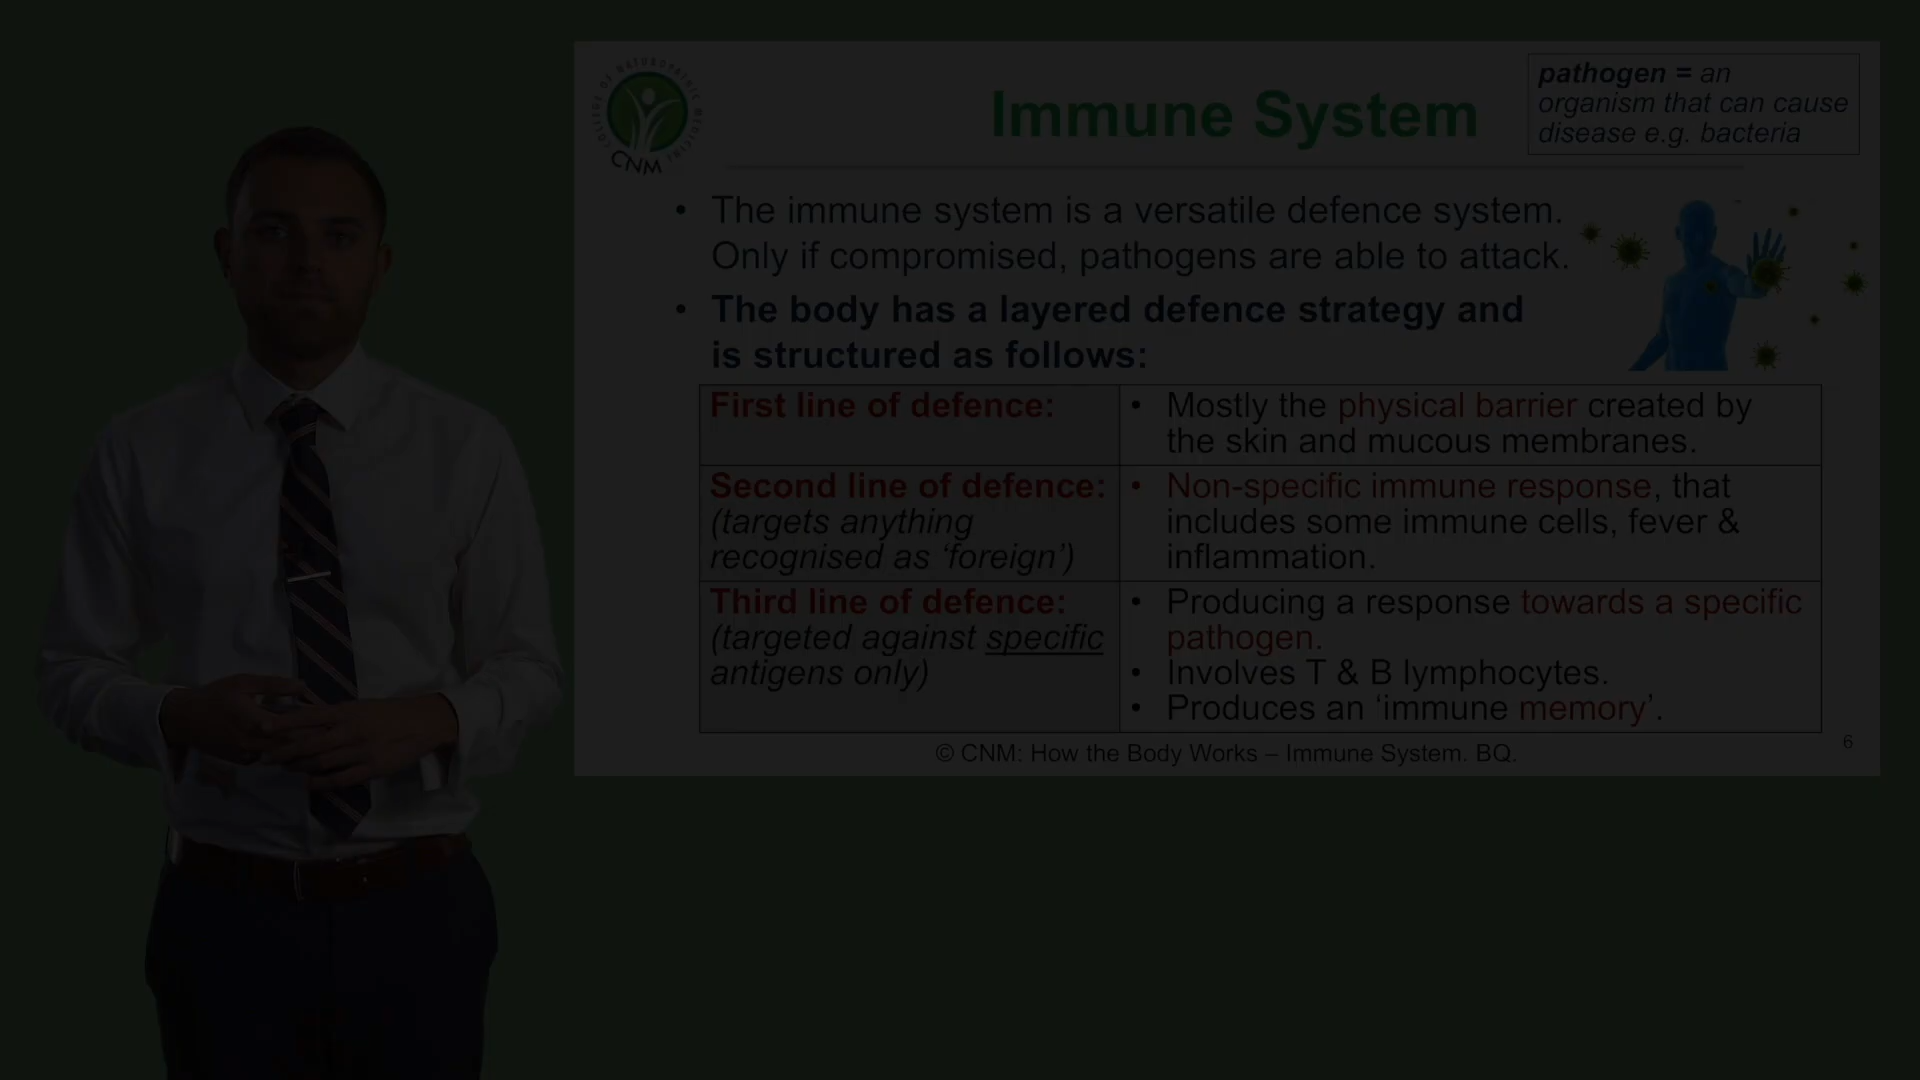 COLLEGE OF NATUROPATHIC MEDICINE
CNM
Immune System
pathogen = an
organism that can cause
disease e.g. bacteria
• The immune system is a versatile defence system.
Only if compromised, pathogens are able to attack.
• The body has a layered defence strategy and
is structured as follows:
First line of defence:
• Mostly the physical barrier created by
the skin and mucous membranes.
Second line of defence:
(targets anything
recognised as ‘foreign’)
• Non-specific immune response, that
includes some immune cells, fever &
inflammation.
Third line of defence:
(targeted against specific
antigens only)
• Producing a response towards a specific
pathogen.
• Involves T & B lymphocytes.
• Produces an ‘immune memory’.
© CNM: How the Body Works – Immune System. BQ.
6